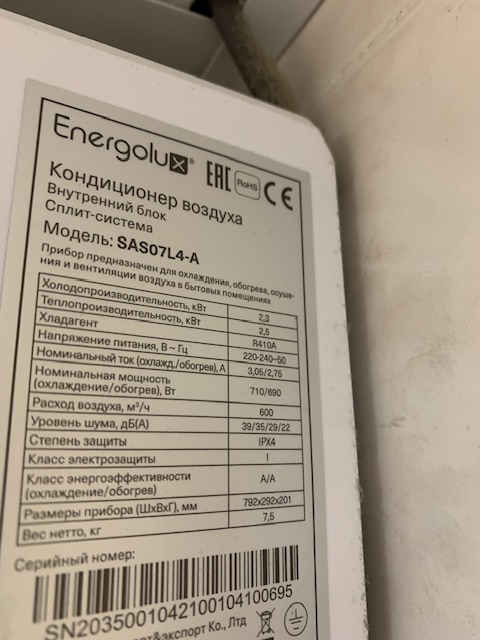 Energolux®
EAC RoHS CE
Кондиционер воздуха
Внутренний блок
Сплит-система
Модель: SAS07L4-A
Прибор предназначен для охлаждения, обогрева, осуше-
ния и вентиляции воздуха в бытовых помещениях
Холодопроизводительность, кВт 2,3
Теплопроизводительность, кВт 2,5
Хладагент R410A
Напряжение питания, В ~ Гц 220-240~50
Номинальный ток (охлажд./обогрев), А 3,05/2,75
Номинальная мощность
(охлаждение/обогрев), Вт 710/690
Расход воздуха, м³/ч 600
Уровень шума, дБ(А) 39/35/29/22
Степень защиты IPX4
Класс электрозащиты I
Класс энергоэффективности
(охлаждение/обогрев) A/A
Размеры прибора (ШхВхГ), мм 792x292x201
Вес нетто, кг 7,5
Серийный номер:
SN2035001042100104100695
&экспорт Ко., Лтд